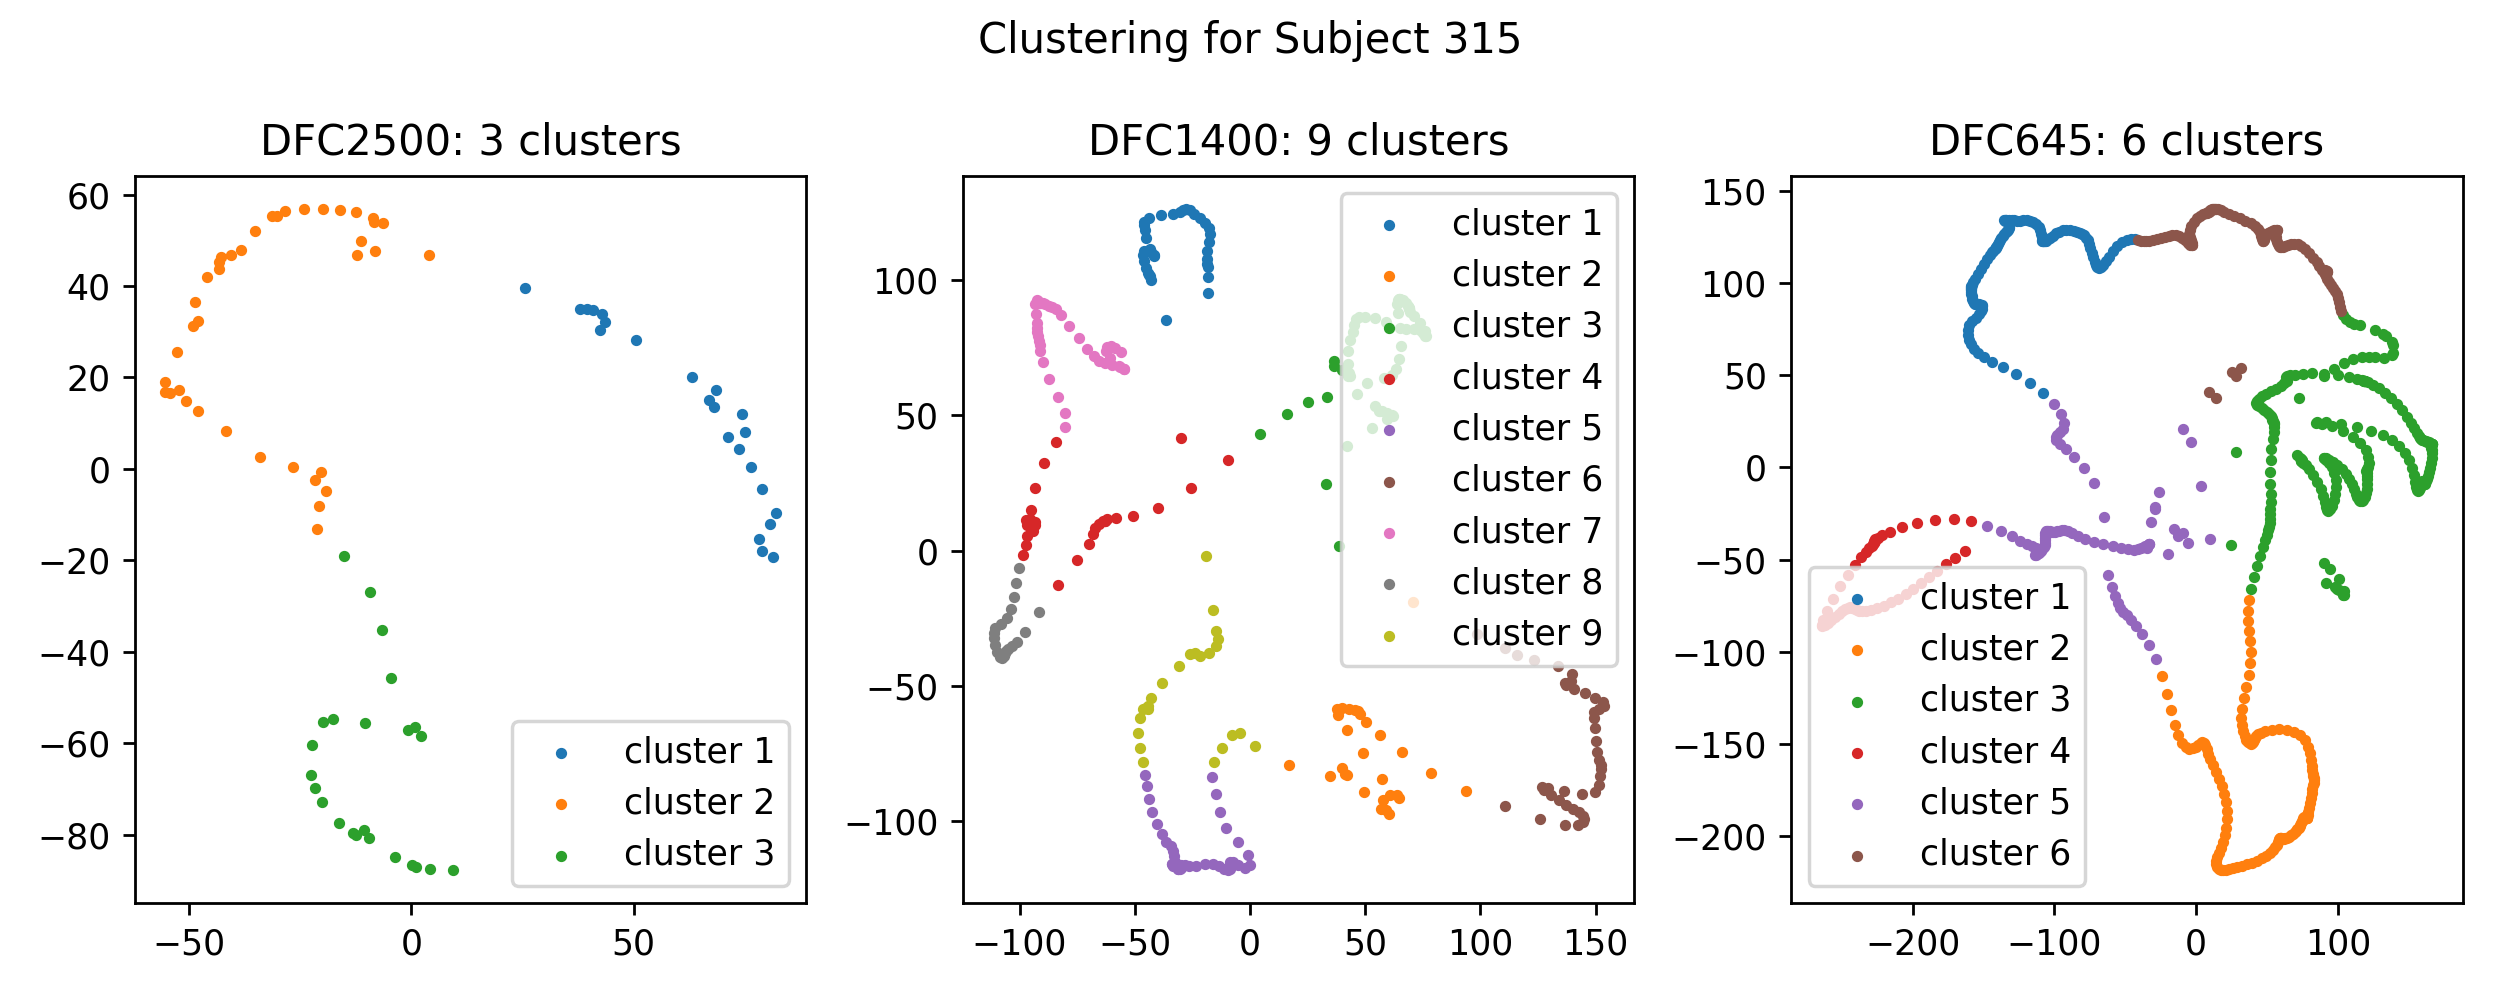 Clustering for Subject 315
DFC2500: 3 clusters
60
40
20
0
−20
−40
−60
−80
−50
0
50
cluster 1
cluster 2
cluster 3
DFC1400: 9 clusters
100
50
0
−50
−100
−100
−50
0
50
100
150
cluster 1
cluster 2
cluster 3
cluster 4
cluster 5
cluster 6
cluster 7
cluster 8
cluster 9
DFC645: 6 clusters
150
100
50
0
−50
−100
−150
−200
−200
−100
0
100
cluster 1
cluster 2
cluster 3
cluster 4
cluster 5
cluster 6